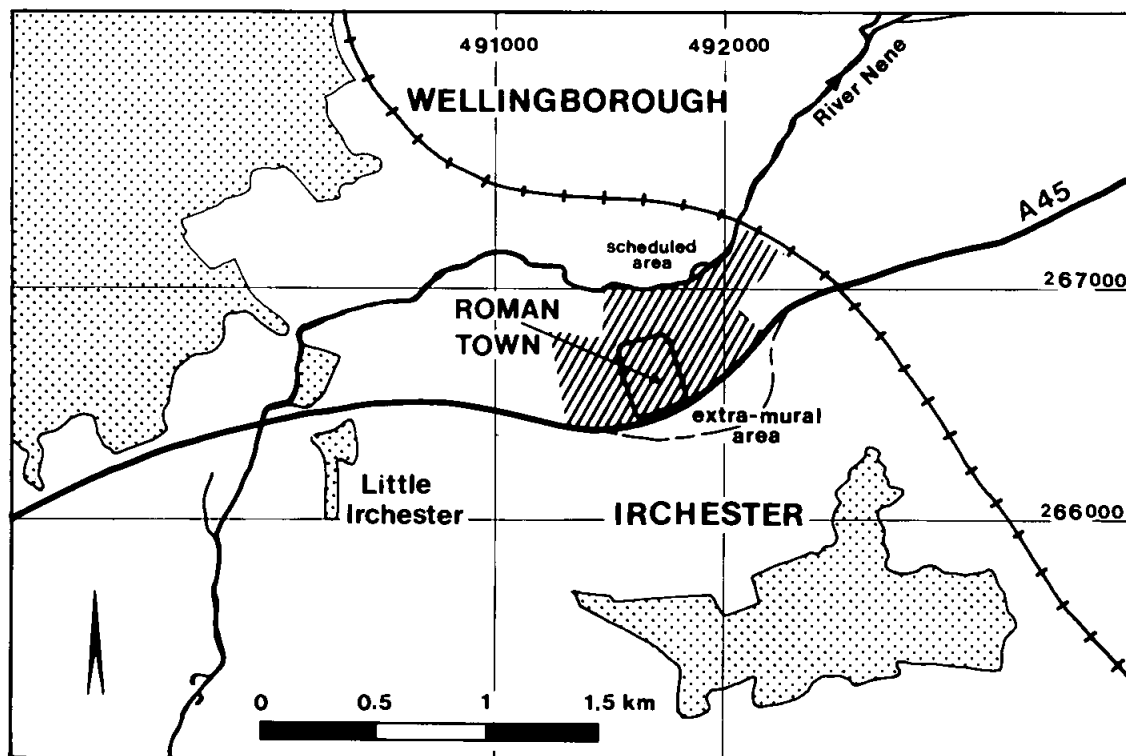 491000
492000
WELLINGBOROUGH
River Nene
A45
scheduled
area
267000
ROMAN
TOWN
extra-mural
area
Little
Irchester
IRCHESTER
266000
0 0.5 1 1.5 km